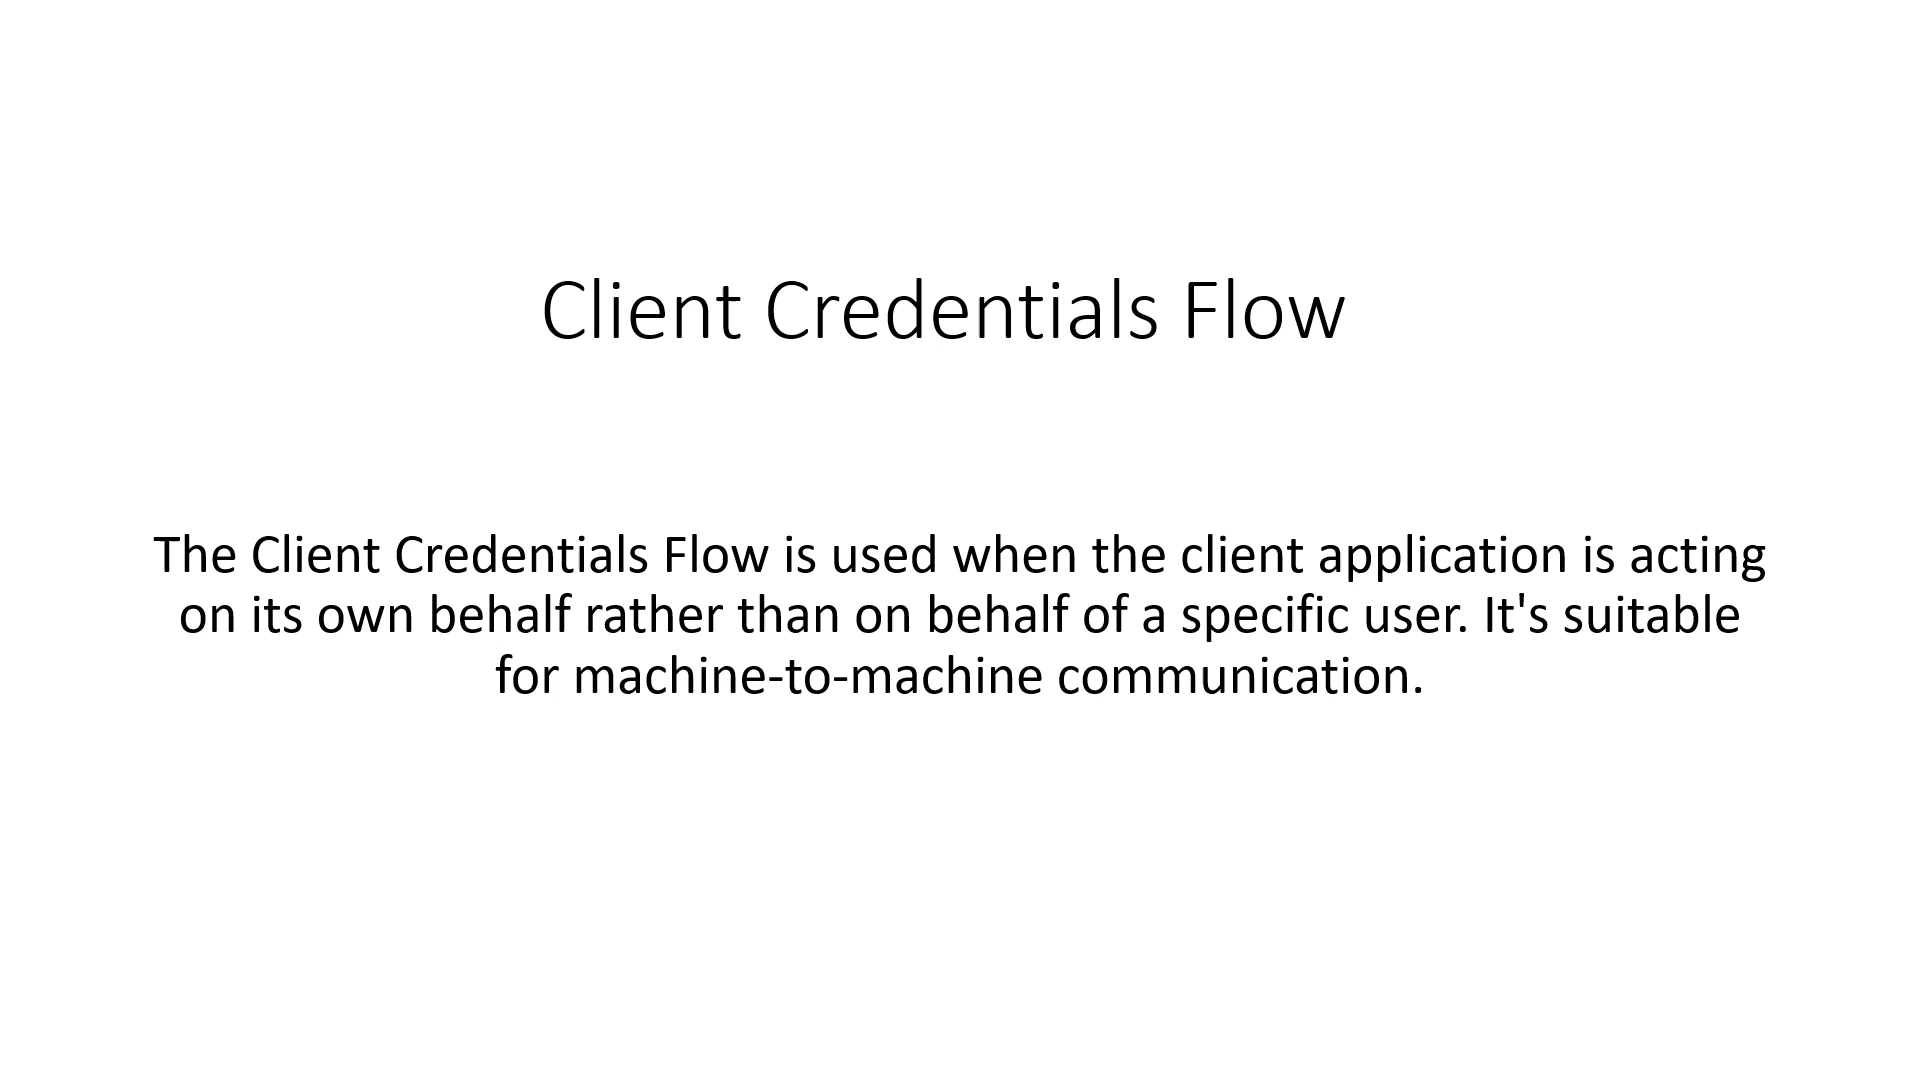 Client Credentials Flow
The Client Credentials Flow is used when the client application is acting
on its own behalf rather than on behalf of a specific user. It's suitable
for machine-to-machine communication.